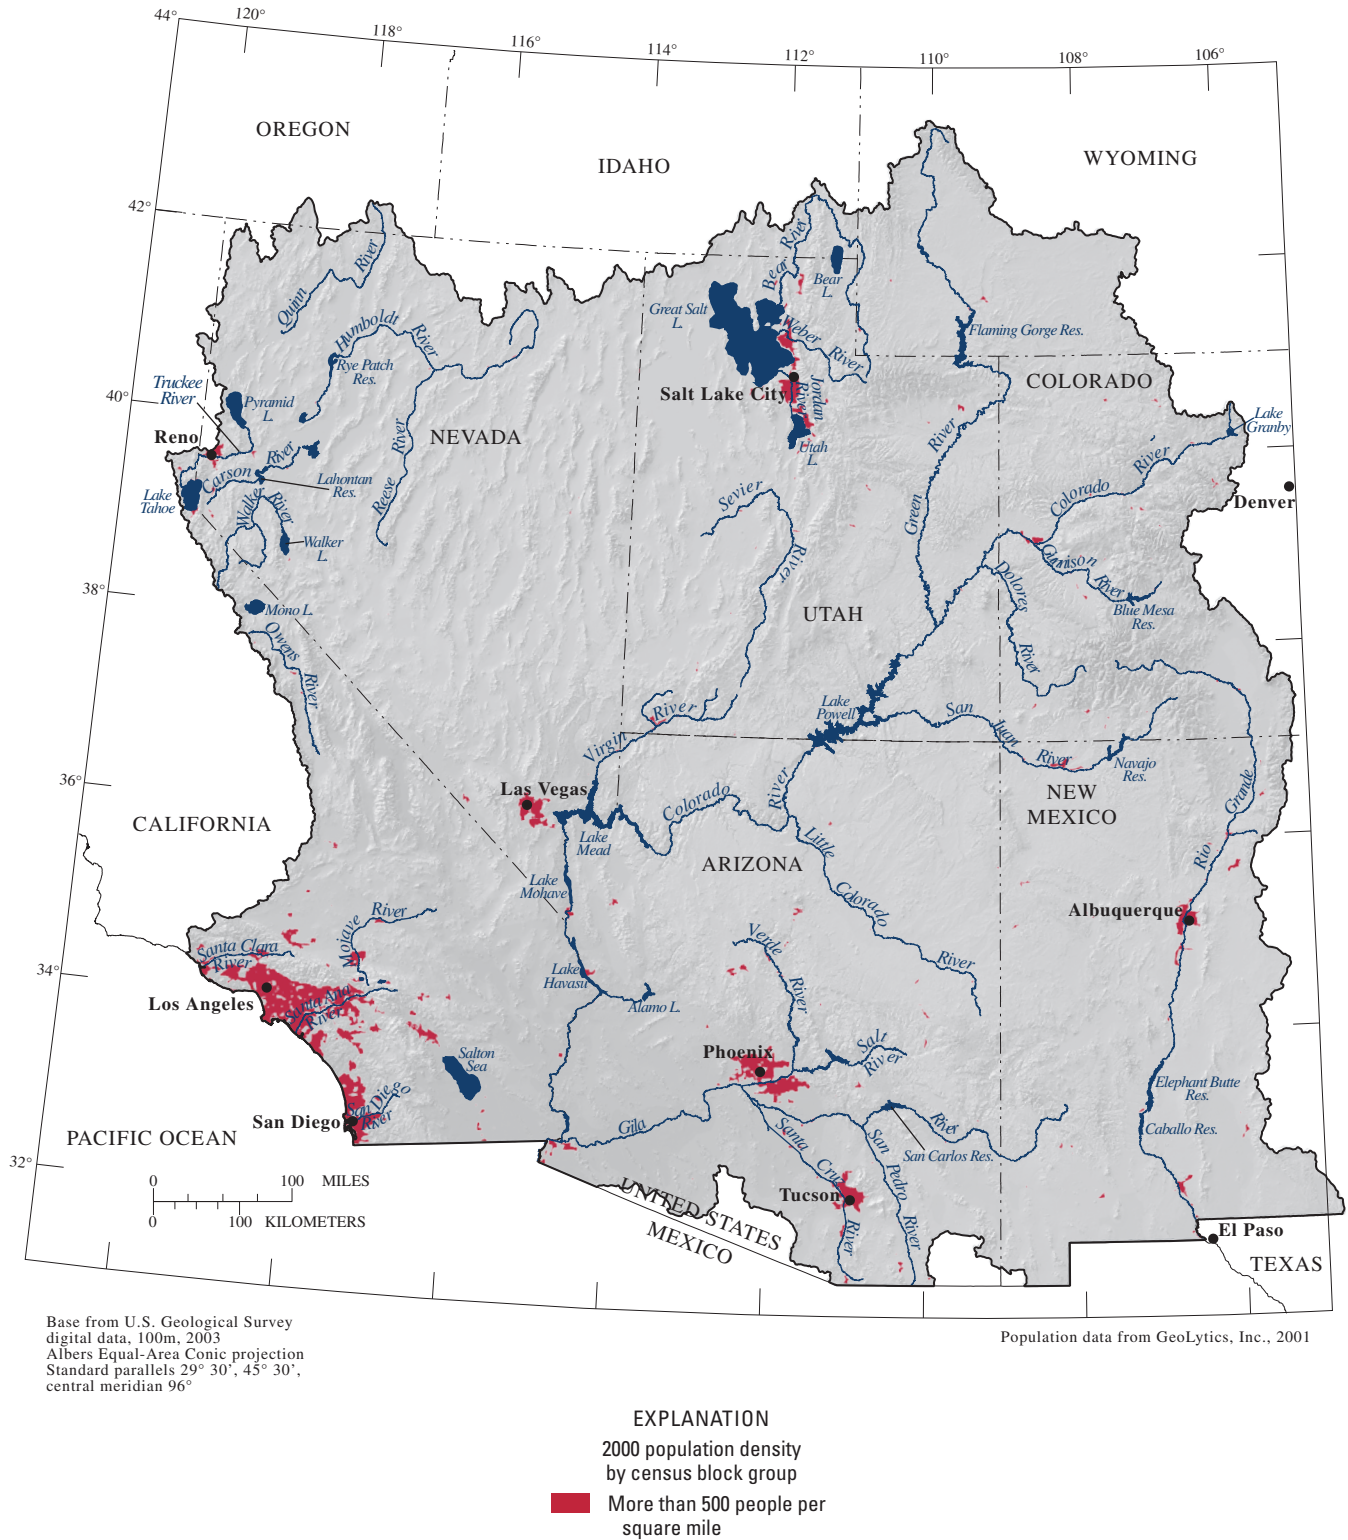 44°
120°
118°
116°
114°
112°
110°
108°
106°
OREGON
IDAHO
WYOMING
42°
River
Quinn
Humboldt
River
Rye Patch
Res.
Bear
River
Bear
L.
Great Salt
L.
Weber
River
Flaming Gorge Res.
COLORADO
40°
Truckee
River
Pyramid
L.
Reno
NEVADA
Salt Lake City
Jordan
River
Utah
L.
Lake
Granby
River
Colorado
Denver
Carson
River
Lahontan
Res.
Lake
Tahoe
Walker
River
Walker
L.
Reese
River
Sevier
River
Green
River
Gunnison
River
Blue Mesa
Res.
Dolores
River
38°
Mono L.
Owens
River
UTAH
Lake
Powell
San
Juan
River
Navajo
Res.
Virgin
River
36°
CALIFORNIA
Las Vegas
Lake
Mead
Colorado
River
Lake
Mohave
ARIZONA
Little
Colorado
River
NEW
MEXICO
Rio
Grande
Albuquerque
Mojave
River
Santa Clara
River
34°
Los Angeles
Santa Ana
River
Lake
Havasu
Alamo L.
Verde
River
Phoenix
Salt
River
Salton
Sea
San Diego
San Diego
River
PACIFIC OCEAN
Gila
River
San Carlos Res.
Santa
Cruz
River
San
Pedro
River
Tucson
Elephant Butte
Res.
Caballo Res.
32°
0 100 MILES
0 100 KILOMETERS
UNITED STATES
MEXICO
El Paso
TEXAS
Base from U.S. Geological Survey
digital data, 100m, 2003
Albers Equal-Area Conic projection
Standard parallels 29° 30’, 45° 30’,
central meridian 96°
Population data from GeoLytics, Inc., 2001
EXPLANATION
2000 population density
by census block group
More than 500 people per
square mile